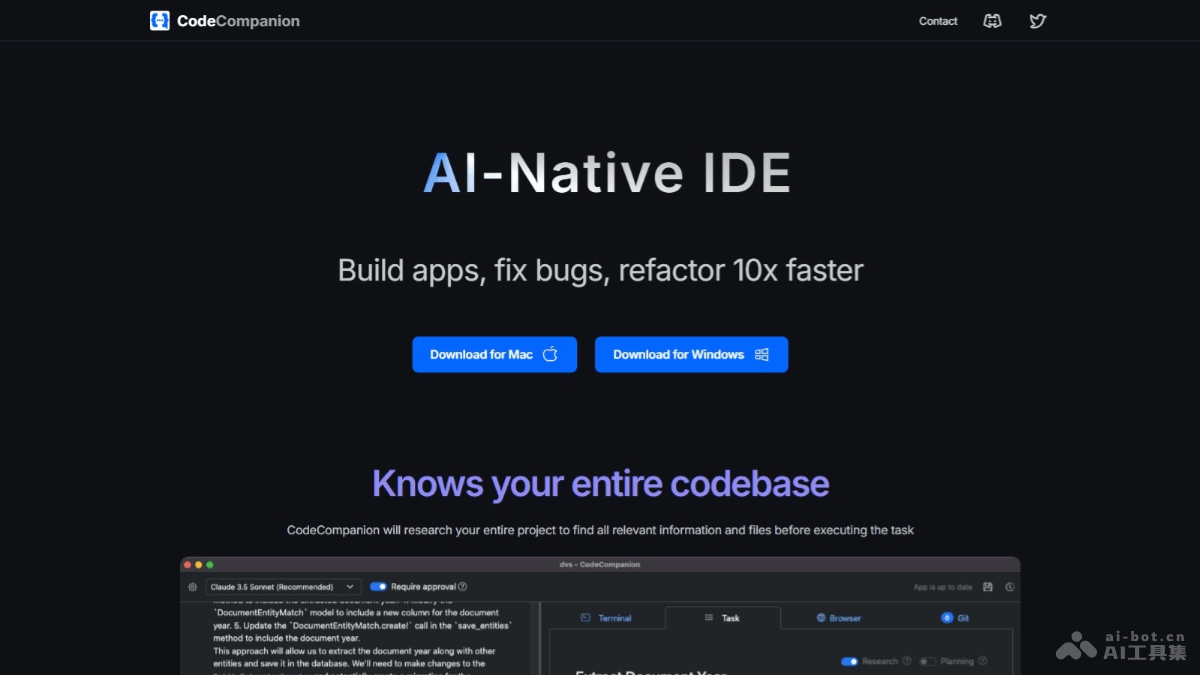 CodeCompanion
Contact
AI-Native IDE
Build apps, fix bugs, refactor 10x faster
Download for Mac
Download for Windows
Knows your entire codebase
CodeCompanion will research your entire project to find all relevant information and files before executing the task
dvs - CodeCompanion
Claude 3.5 Sonnet (Recommended)
Require approval
App is up to date
`DocumentEntityMatch` model to include a new column for the document
year. 5. Update the `DocumentEntityMatch.create!` call in the `save_entities`
method to include the document year.
This approach will allow us to extract the document year along with other
entities and save it in the database. We'll need to make changes to the
Terminal
Task
Browser
0 Git
Research
Planning
Extract Document Year
ai-bot.cn
AI工具集